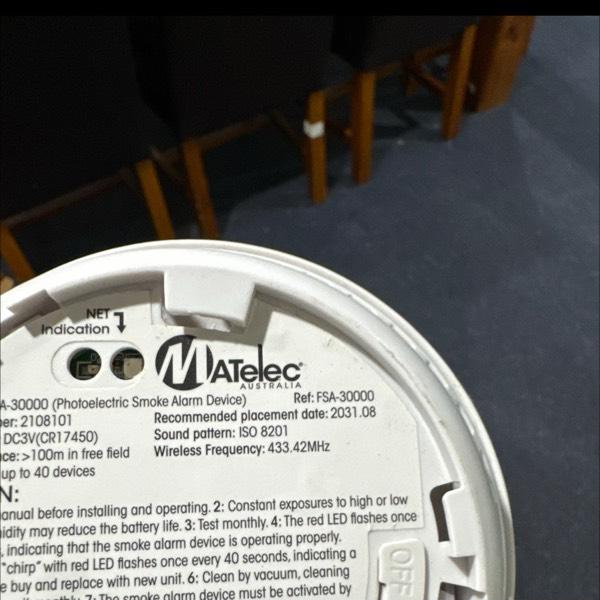 NET
Indication
MATelec
AUSTRALIA
A-30000 (Photoelectric Smoke Alarm Device) Ref: FSA-30000
er: 2108101 Recommended placement date: 2031.08
DC3V(CR17450) Sound pattern: ISO 8201
ce: >100m in free field Wireless Frequency: 433.42MHz
up to 40 devices
N:
anual before installing and operating. 2: Constant exposures to high or low
idity may reduce the battery life. 3: Test monthly. 4: The red LED flashes once
, indicating that the smoke alarm device is operating properly.
"chirp" with red LED flashes once every 40 seconds, indicating a
e buy and replace with new unit. 6: Clean by vacuum, cleaning
monthly. 7: The smoke alarm device must be activated by
OFF